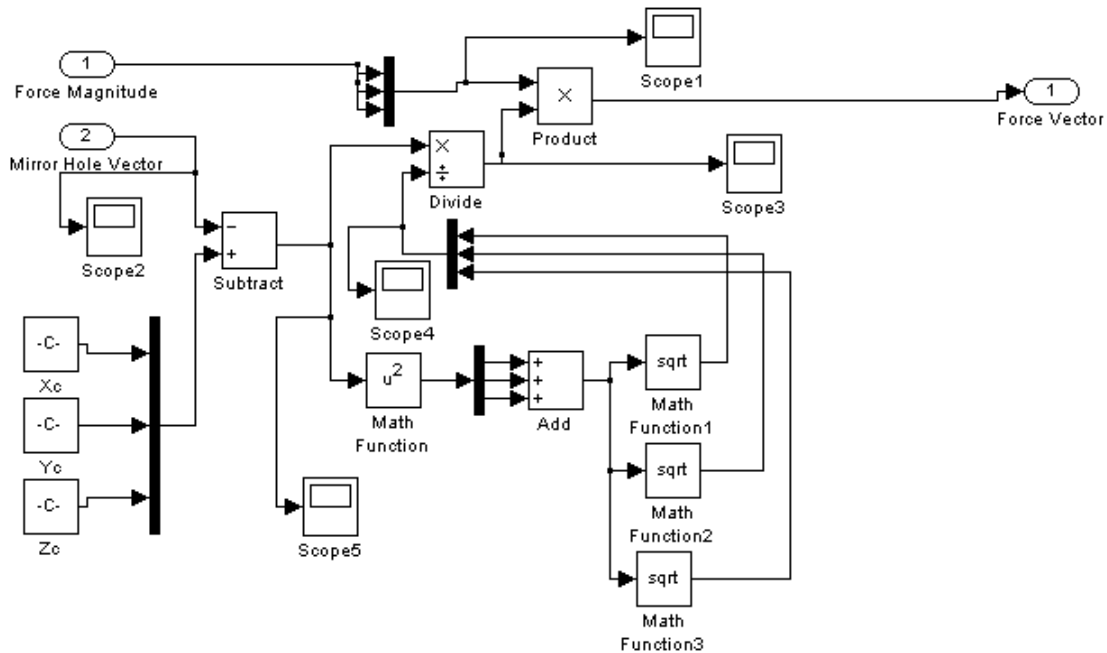 1
Force Magnitude
2
Mirror Hole Vector
Scope1
×
Product
1
Force Vector
×
÷
Divide
Scope3
Scope2
−
+
Subtract
Scope4
-C-
Xc
-C-
Yc
-C-
Zc
u2
Math
Function
+
+
+
Add
sqrt
Math
Function1
sqrt
Math
Function2
sqrt
Math
Function3
Scope5